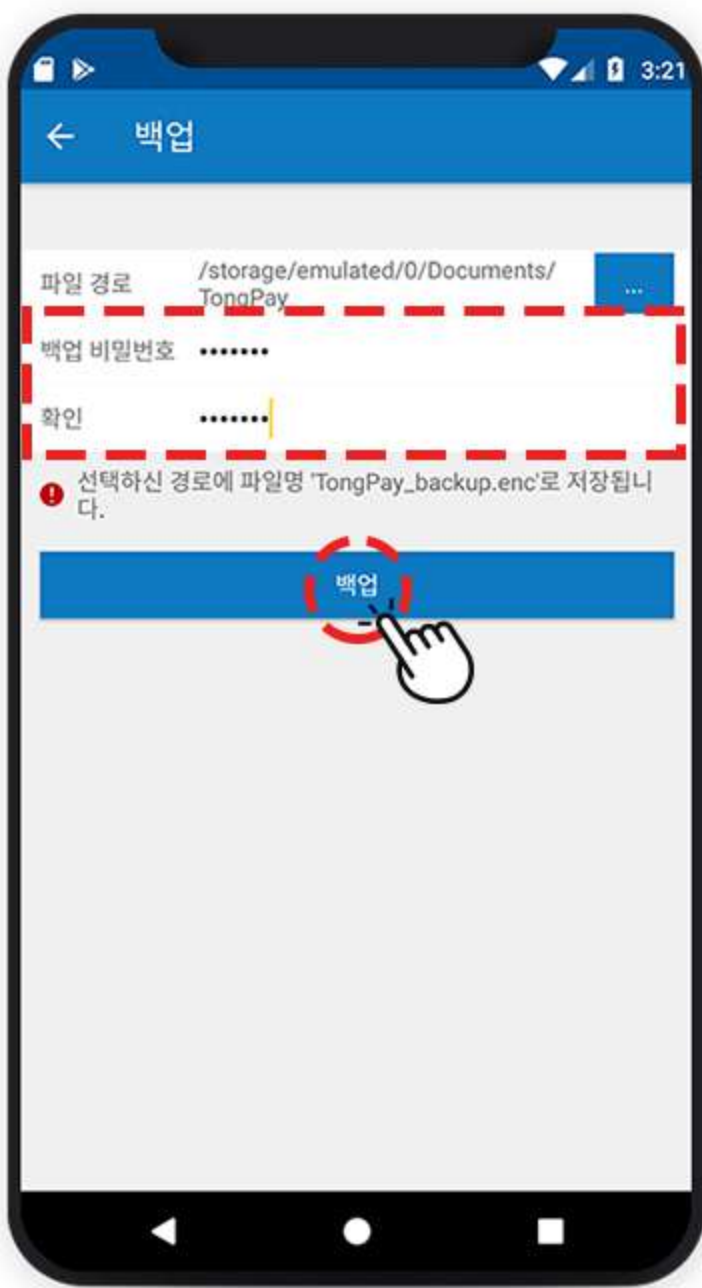 3:21
백업
파일 경로 /storage/emulated/0/Documents/
TongPay
...
백업 비밀번호 •••••••
확인 •••••••
선택하신 경로에 파일명 'TongPay_backup.enc'로 저장됩니
다.
백업